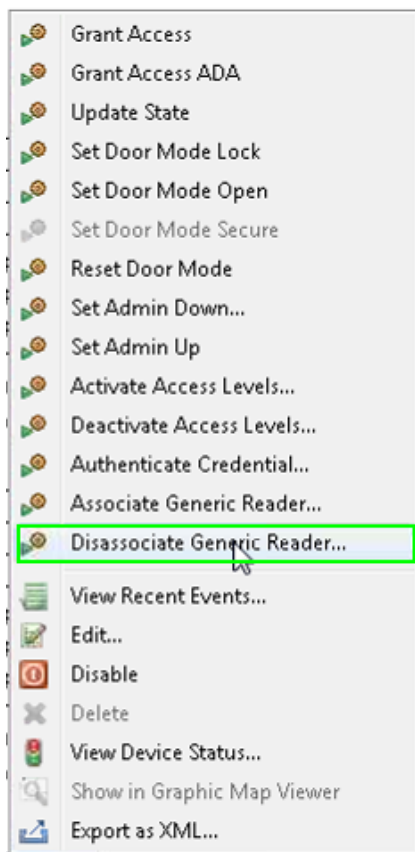 Grant Access
Grant Access ADA
Update State
Set Door Mode Lock
Set Door Mode Open
Set Door Mode Secure
Reset Door Mode
Set Admin Down...
Set Admin Up
Activate Access Levels...
Deactivate Access Levels...
Authenticate Credential...
Associate Generic Reader...
Disassociate Generic Reader...
View Recent Events...
Edit...
Disable
Delete
View Device Status...
Show in Graphic Map Viewer
Export as XML...